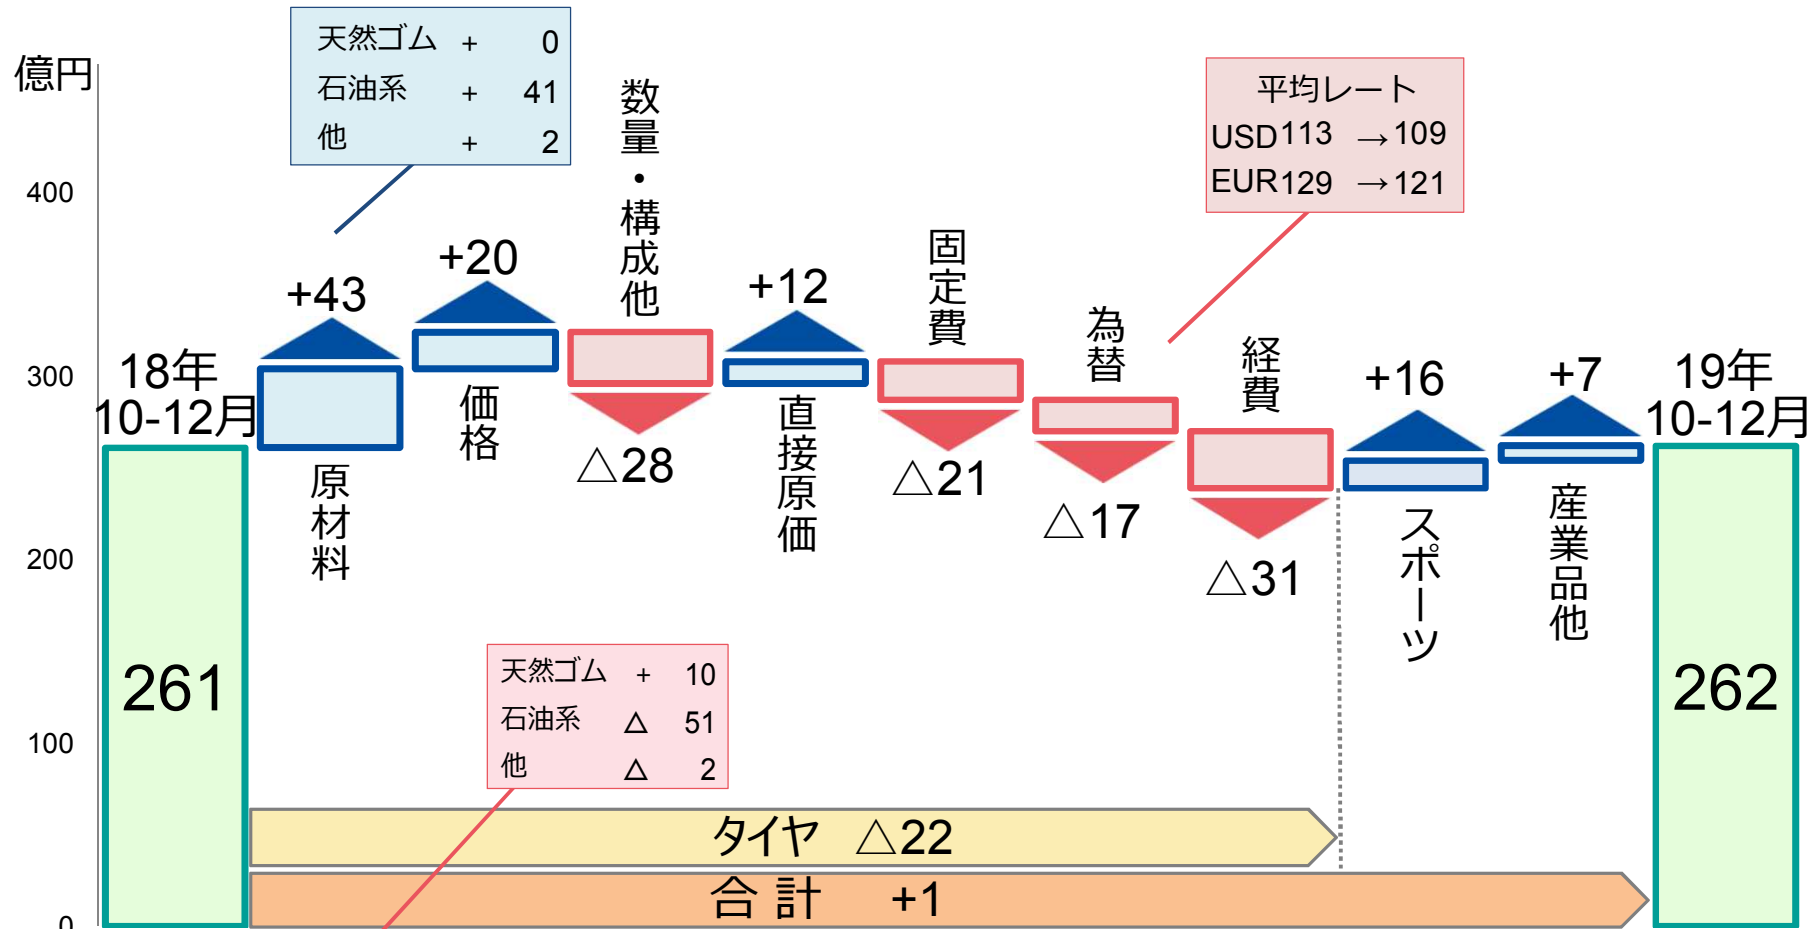 億円
400
300
200
100
0
天然ゴム + 0
石油系 + 41
他 + 2
平均レート
USD113 →109
EUR129 →121
18年
10-12月
261
+43
原材料
+20
価格
数量・構成他
△28
+12
直接原価
固定費
△21
為替
△17
経費
△31
+16
スポーツ
+7
産業品他
19年
10-12月
262
天然ゴム + 10
石油系 △ 51
他 △ 2
タイヤ △22
合計 +1